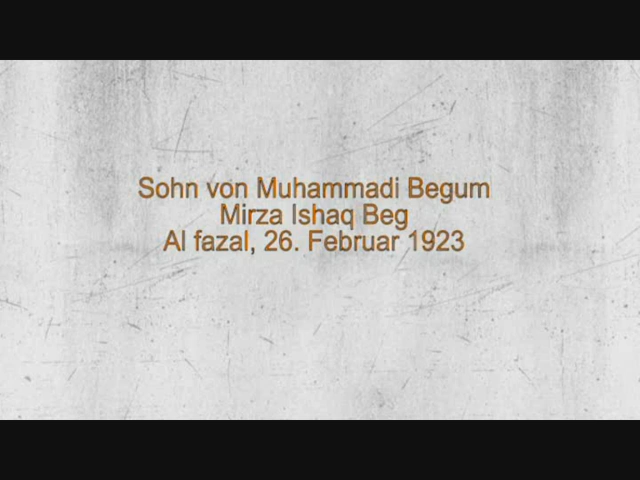 Sohn von Muhammadi Begum
Mirza Ishaq Beg
Al fazal, 26. Februar 1923